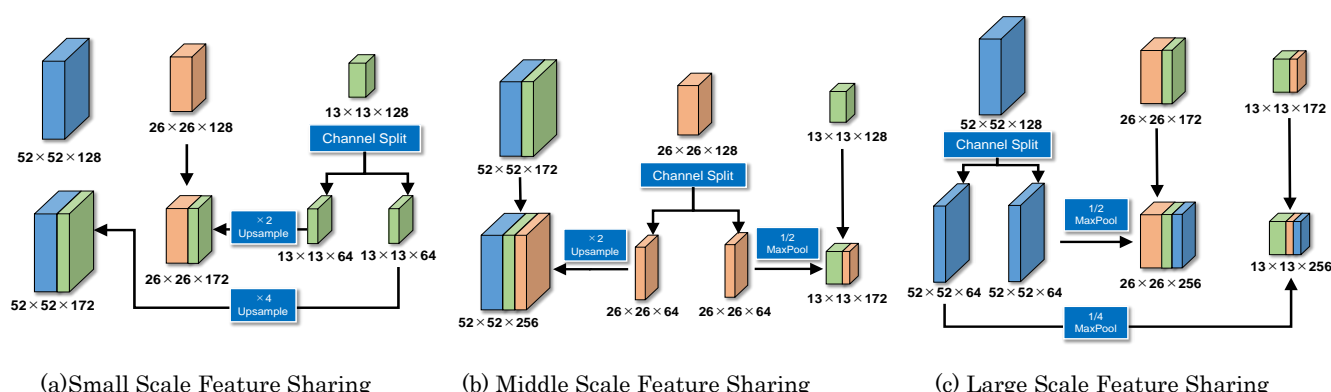 13×13×128
Channel Split
26×26×128
52×52×128
×2
Upsample
13×13×64
13×13×64
26×26×172
52×52×172
×4
Upsample
(a)Small Scale Feature Sharing
13×13×128
26×26×128
52×52×172
Channel Split
×2
Upsample
1/2
MaxPool
13×13×172
26×26×64
26×26×64
52×52×256
(b) Middle Scale Feature Sharing
52×52×128
Channel Split
26×26×172
13×13×172
1/2
MaxPool
52×52×64
52×52×64
26×26×256
13×13×256
1/4
MaxPool
(c) Large Scale Feature Sharing